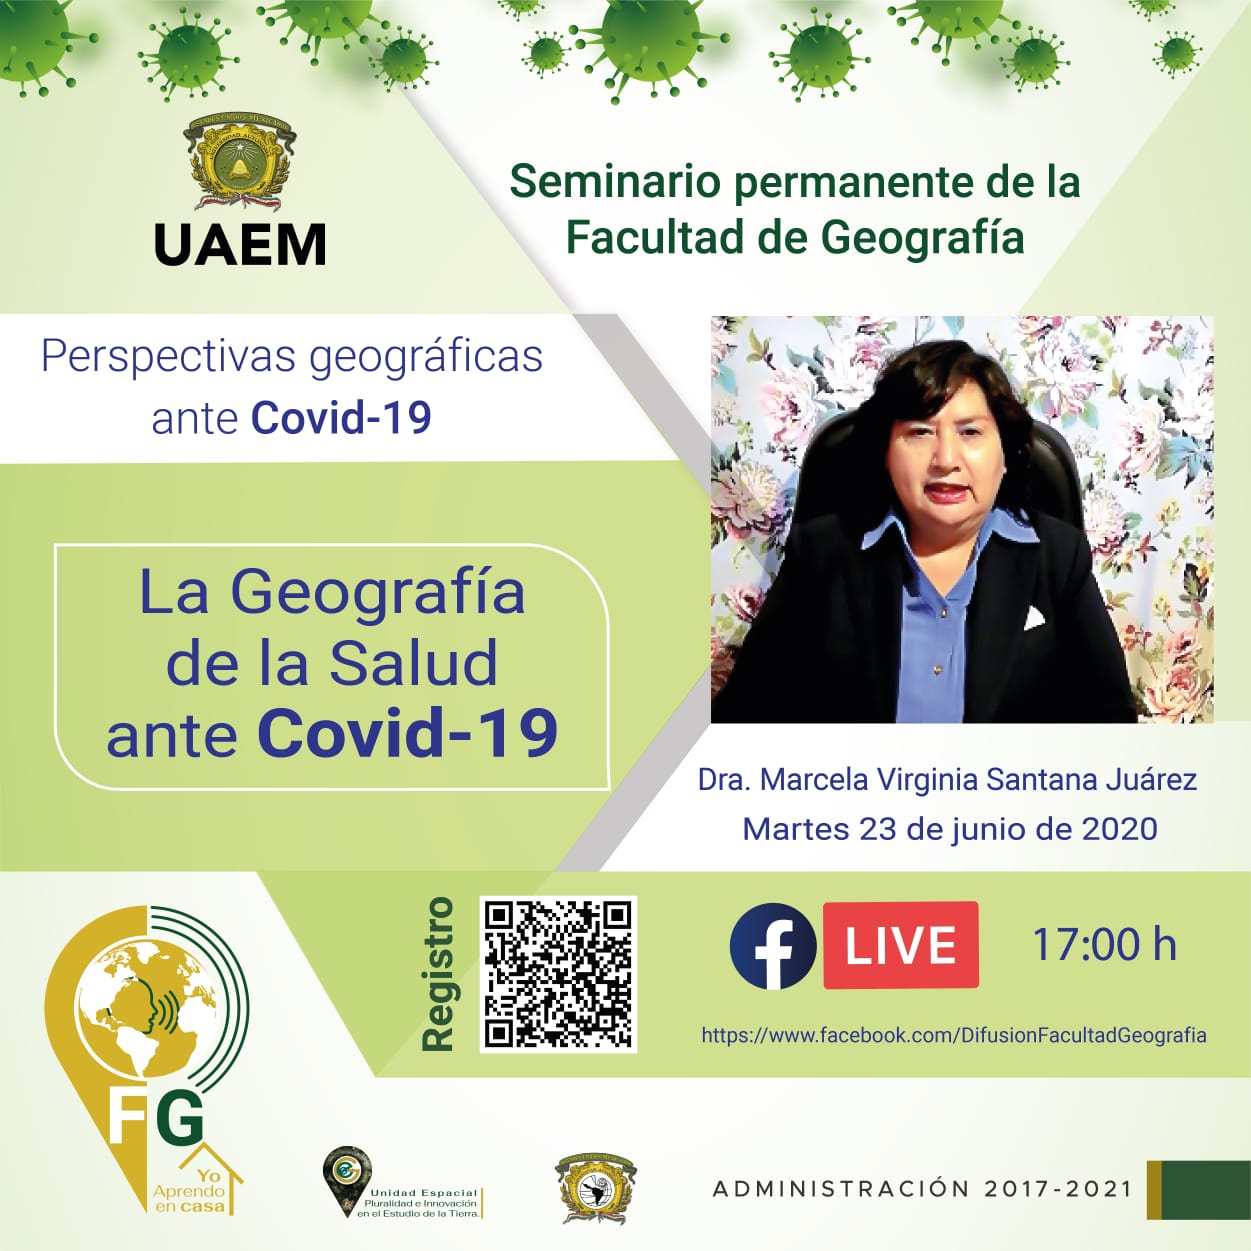 UAEM
Seminario permanente de la
Facultad de Geografía
Perspectivas geográficas
ante Covid-19
La Geografía
de la Salud
ante Covid-19
Dra. Marcela Virginia Santana Juárez
Martes 23 de junio de 2020
Registro
LIVE
17:00 h
https://www.facebook.com/DifusionFacultadGeografia
FG
Yo
Aprendo
en casa
Unidad Espacial
Pluralidad e Innovación
en el Estudio de la Tierra.
ADMINISTRACIÓN 2017-2021